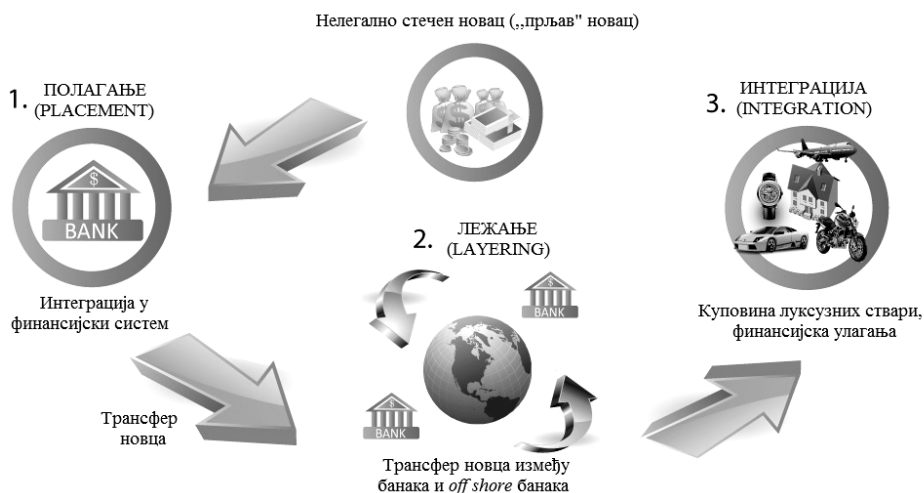 Нелегално стечен новац („прљав" новац)
1. ПОЛАГАЊЕ
(PLACEMENT)
$
BANK
Интеграција у
финансијски систем
Трансфер
новца
2. ЛЕЖАЊЕ
(LAYERING)
$
BANK
$
BANK
Трансфер новца између
банака и off shore банака
3. ИНТЕГРАЦИЈА
(INTEGRATION)
Куповина луксузних ствари,
финансијска улагања